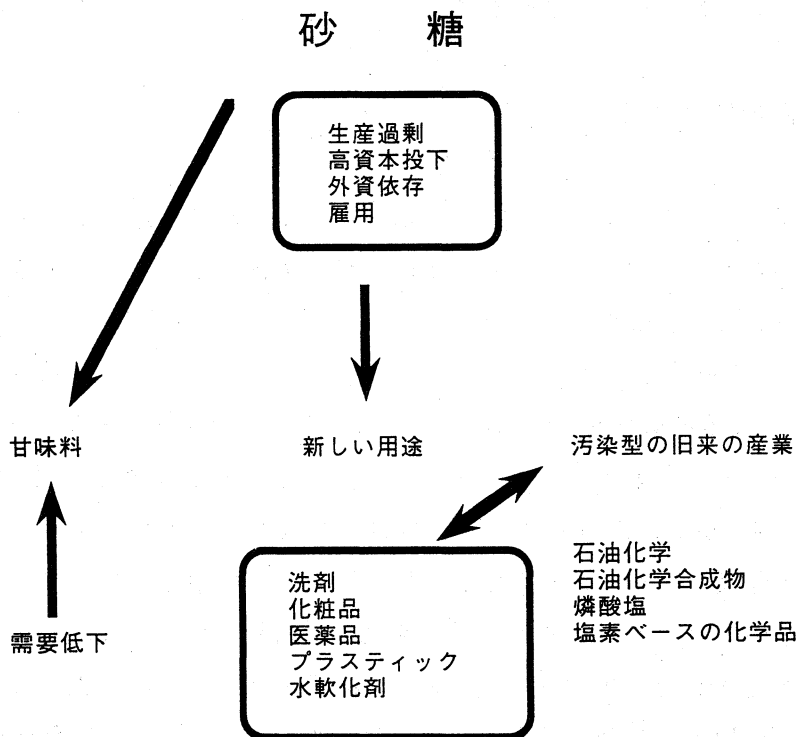 砂 糖
生産過剰
高資本投下
外資依存
雇用
甘味料
新しい用途
汚染型の旧来の産業
需要低下
洗剤
化粧品
医薬品
プラスティック
水軟化剤
石油化学
石油化学合成物
燐酸塩
塩素ベースの化学品